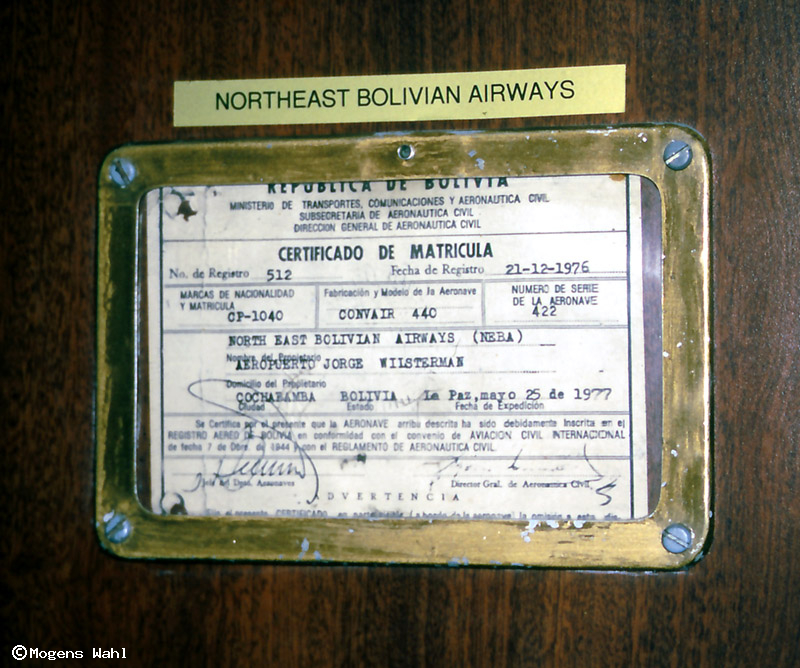 NORTHEAST BOLIVIAN AIRWAYS
REPUBLICA DE BOLIVIA
MINISTERIO DE TRANSPORTES, COMUNICACIONES Y AERONAUTICA CIVIL
SUBSECRETARIA DE AERONAUTICA CIVIL
DIRECCION GENERAL DE AERONAUTICA CIVIL
CERTIFICADO DE MATRICULA
No. de Registro 512 Fecha de Registro 21-12-1976
MARCAS DE NACIONALIDAD Y MATRICULA CP-1040
Fabricación y Modelo de la Aeronave CONVAIR 440
NUMERO DE SERIE DE LA AERONAVE 422
NORTH EAST BOLIVIAN AIRWAYS (NEBA)
Nombre del Propietario
AEROPUERTO JORGE WILSTERMAN
Domicilio del Propietario
COCHABAMBA BOLIVIA La Paz, mayo 25 de 1977
Ciudad Estado Fecha de Expedición
Se Certifica por el presente que la AERONAVE arriba descrita ha sido debidamente Inscrita en el
REGISTRO AEREO DE BOLIVIA en conformidad con el convenio de AVIACION CIVIL INTERNACIONAL
de fecha 7 de Dbre. de 1944 y con el REGLAMENTO DE AERONAUTICA CIVIL.
Director Gral. de Aeronautica Civil
ADVERTENCIA
el presente CERTIFICADO
©Mogens Wahl